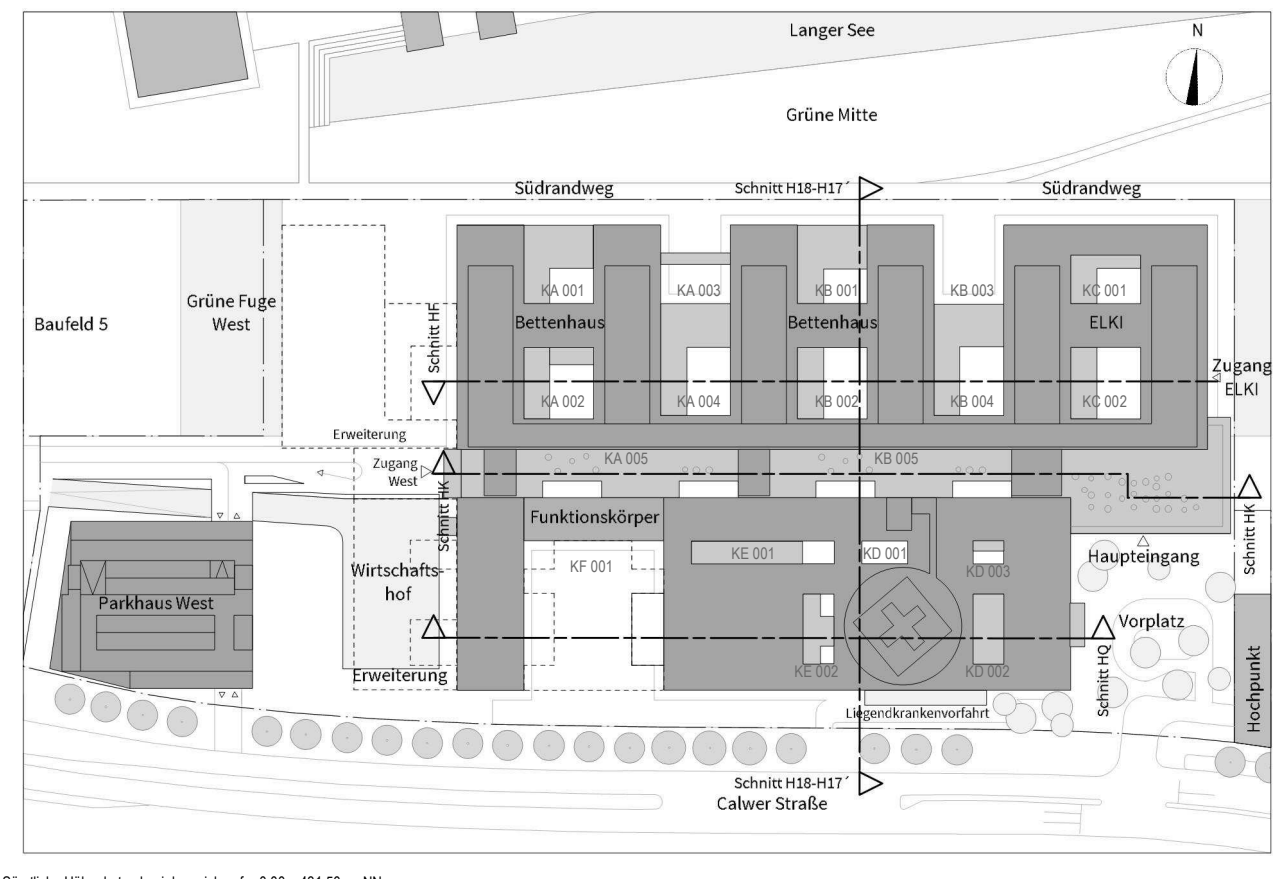 Langer See
N
Grüne Mitte
Südrandweg
Schnitt H18-H17´
Südrandweg
Grüne Fuge
West
Baufeld 5
Schnitt HF
KA 001
KA 003
KB 001
KB 003
KC 001
Bettenhaus
Bettenhaus
ELKI
Zugang
ELKI
KA 002
KA 004
KB 002
KB 004
KC 002
Erweiterung
Zugang
West
KA 005
KB 005
Schnitt HK
Schnitt HK
Funktionskörper
KE 001
KD 001
KD 003
Haupteingang
KF 001
Wirtschafts-
hof
Parkhaus West
Vorplatz
Erweiterung
KE 002
KD 002
Schnitt HQ
Hochpunkt
Liegendkrankenvorfahrt
Schnitt H18-H17´
Calwer Straße